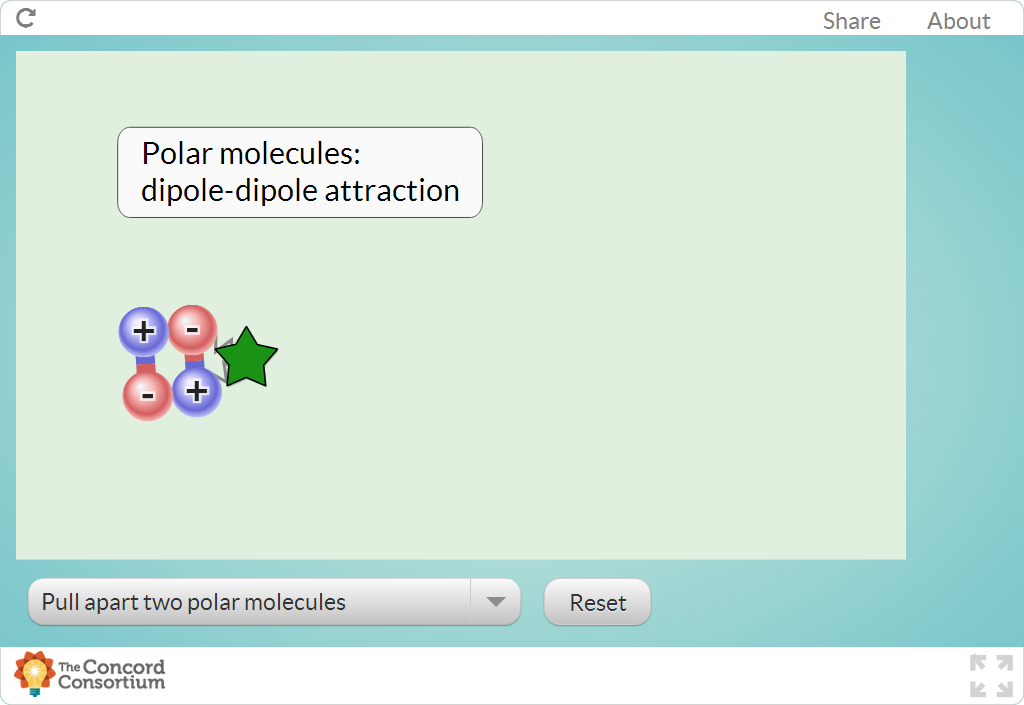 Share About
Polar molecules:
dipole-dipole attraction
+ -
- +
Pull apart two polar molecules
Reset
The Concord
Consortium